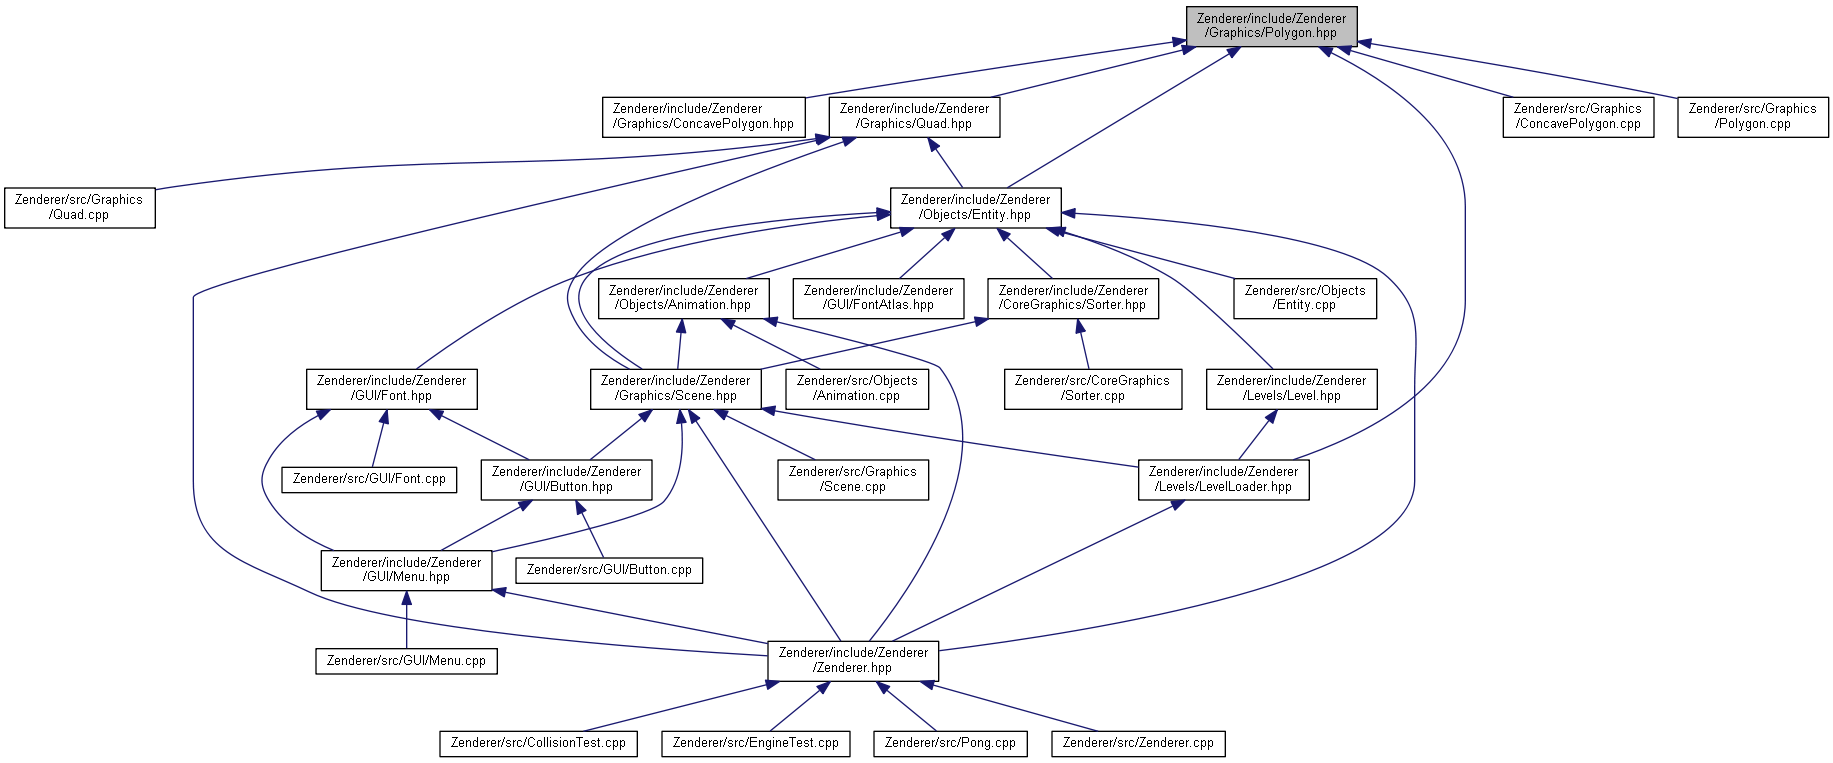 Zenderer/include/Zenderer
/Graphics/Polygon.hpp
Zenderer/include/Zenderer
/Graphics/ConcavePolygon.hpp
Zenderer/include/Zenderer
/Graphics/Quad.hpp
Zenderer/src/Graphics
/ConcavePolygon.cpp
Zenderer/src/Graphics
/Polygon.cpp
Zenderer/src/Graphics
/Quad.cpp
Zenderer/include/Zenderer
/Objects/Entity.hpp
Zenderer/include/Zenderer
/Objects/Animation.hpp
Zenderer/include/Zenderer
/GUI/FontAtlas.hpp
Zenderer/include/Zenderer
/CoreGraphics/Sorter.hpp
Zenderer/src/Objects
/Entity.cpp
Zenderer/include/Zenderer
/GUI/Font.hpp
Zenderer/include/Zenderer
/Graphics/Scene.hpp
Zenderer/src/Objects
/Animation.cpp
Zenderer/src/CoreGraphics
/Sorter.cpp
Zenderer/include/Zenderer
/Levels/Level.hpp
Zenderer/src/GUI/Font.cpp
Zenderer/include/Zenderer
/GUI/Button.hpp
Zenderer/src/Graphics
/Scene.cpp
Zenderer/include/Zenderer
/Levels/LevelLoader.hpp
Zenderer/include/Zenderer
/GUI/Menu.hpp
Zenderer/src/GUI/Button.cpp
Zenderer/src/GUI/Menu.cpp
Zenderer/include/Zenderer
/Zenderer.hpp
Zenderer/src/CollisionTest.cpp
Zenderer/src/EngineTest.cpp
Zenderer/src/Pong.cpp
Zenderer/src/Zenderer.cpp